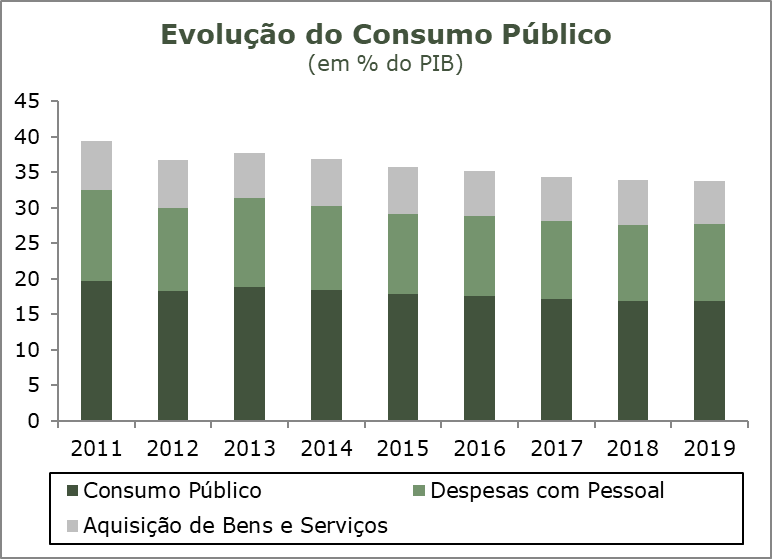 Evolução do Consumo Público
(em % do PIB)
45
40
35
30
25
20
15
10
5
0
2011 2012 2013 2014 2015 2016 2017 2018 2019
Consumo Público Despesas com Pessoal
Aquisição de Bens e Serviços